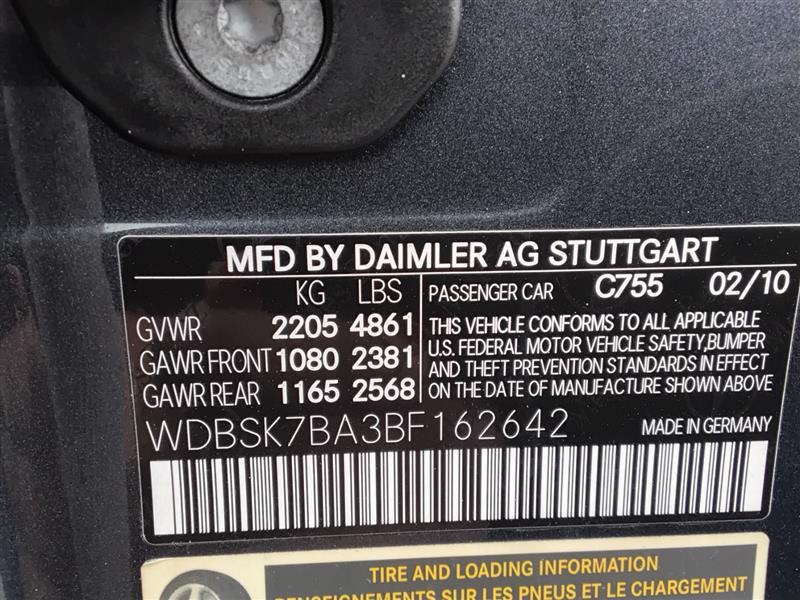 MFD BY DAIMLER AG STUTTGART
KG LBS
GVWR 2205 4861
GAWR FRONT 1080 2381
GAWR REAR 1165 2568
PASSENGER CAR C755 02/10
THIS VEHICLE CONFORMS TO ALL APPLICABLE
U.S. FEDERAL MOTOR VEHICLE SAFETY,BUMPER
AND THEFT PREVENTION STANDARDS IN EFFECT
ON THE DATE OF MANUFACTURE SHOWN ABOVE
WDBSK7BA3BF162642
MADE IN GERMANY
TIRE AND LOADING INFORMATION
RENSEIGNEMENTS SUR LES PNEUS ET LE CHARGEMENT